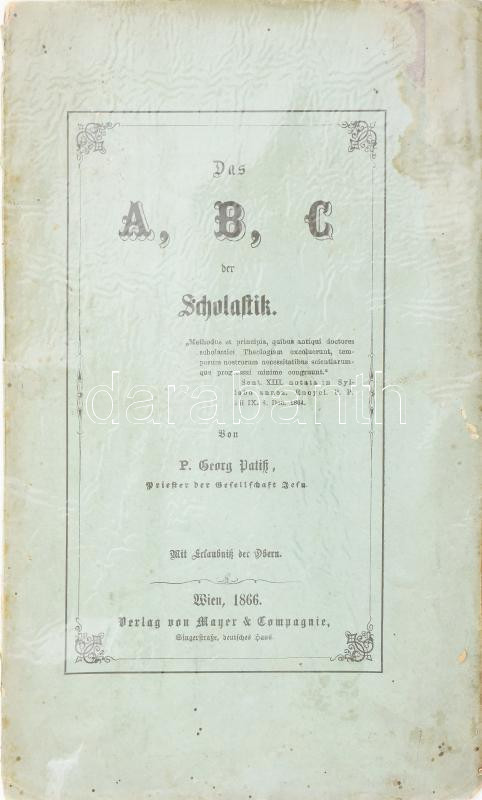 Das
A, B, C
der
Scholastik.
„Methodus et principia, quibus antiqui doctores
scholastici Theologiam excoluerunt, tem-
porum nostrorum necessitatibus scientiarum-
que progressui minime congruunt.“
Sent. XIII. notata in Syl-
labo annex. Encycl. P. P.
Pii IX. 8. Dez. 1864.
darabanth
Von
P. Georg Patiß,
Priester der Gesellschaft Jesu.
Mit Erlaubniß der Obern.
Wien, 1866.
Verlag von Mayer & Compagnie,
Singerstraße, deutsches Haus.